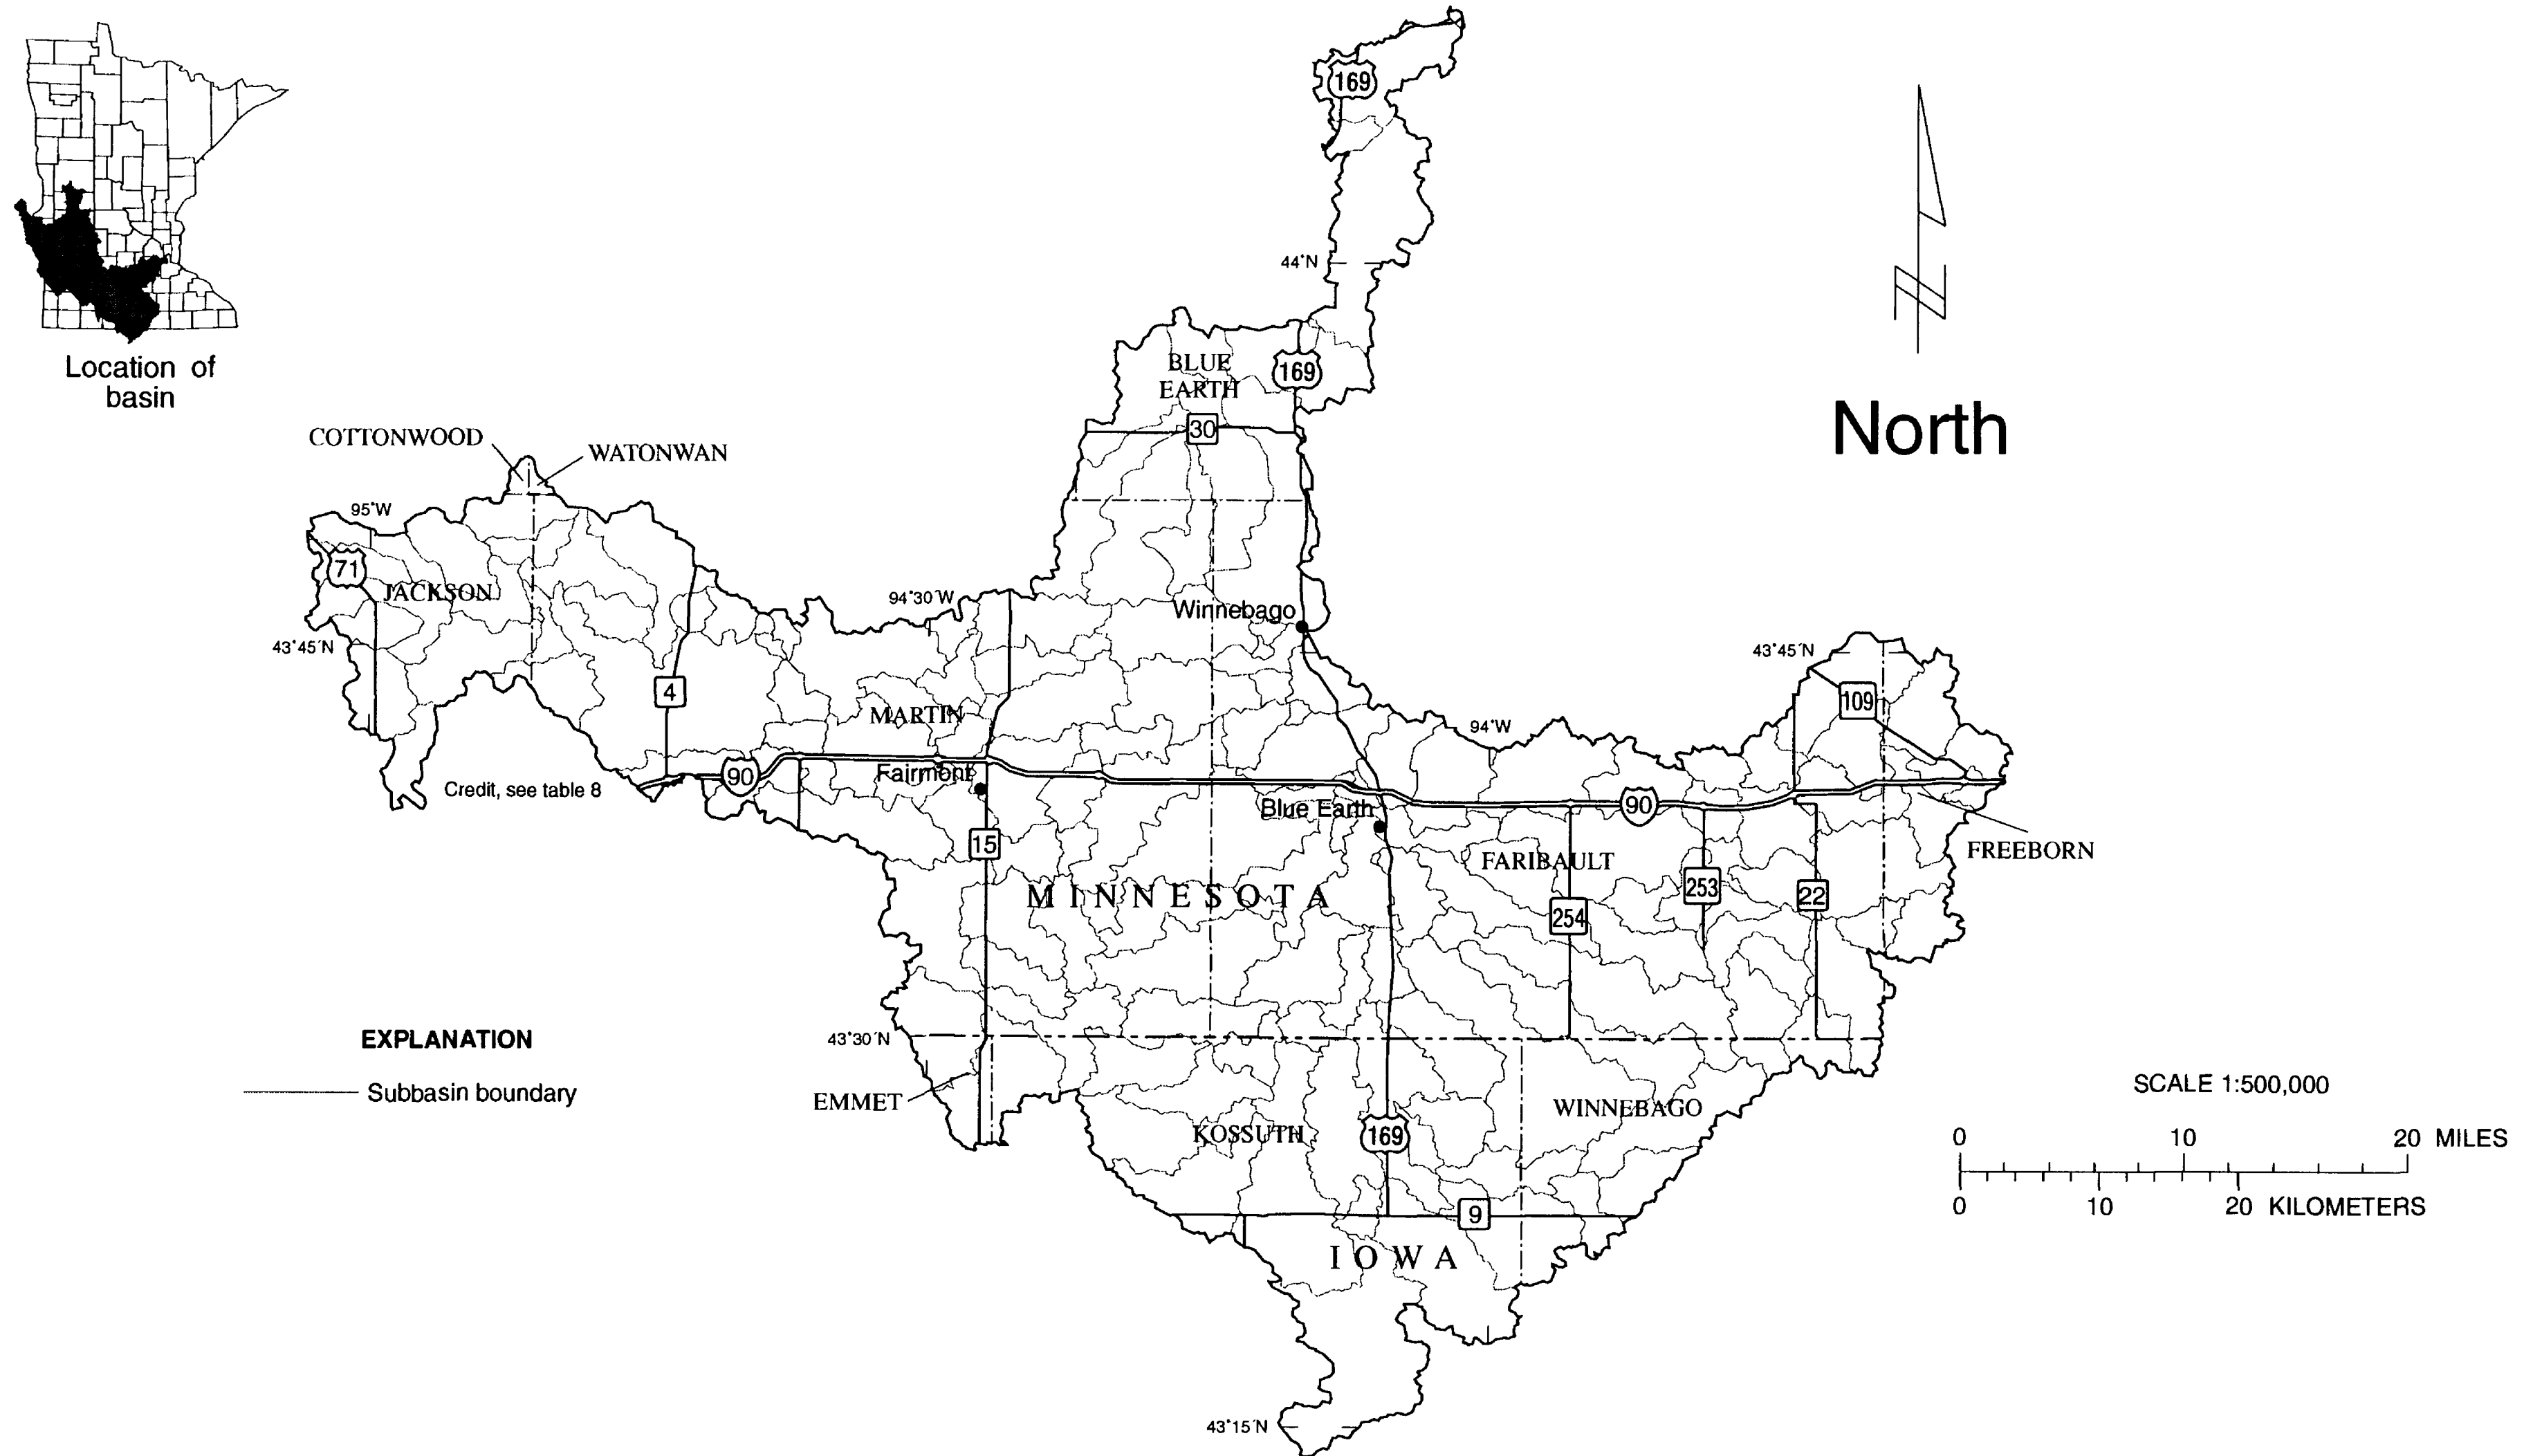 169
44°N
Location of
basin
BLUE
EARTH
169
North
COTTONWOOD
WATONWAN
30
95°W
71
JACKSON
94°30´W
Winnebago
43°45´N
43°45´N
4
109
MARTIN
94°W
90
Fairmont
Credit, see table 8
Blue Earth
90
15
FARIBAULT
FREEBORN
MINNESOTA
253
22
254
EXPLANATION
43°30´N
Subbasin boundary
EMMET
SCALE 1:500,000
WINNEBAGO
KOSSUTH
169
0 10 20 MILES
0 10 20 KILOMETERS
9
IOWA
43°15´N